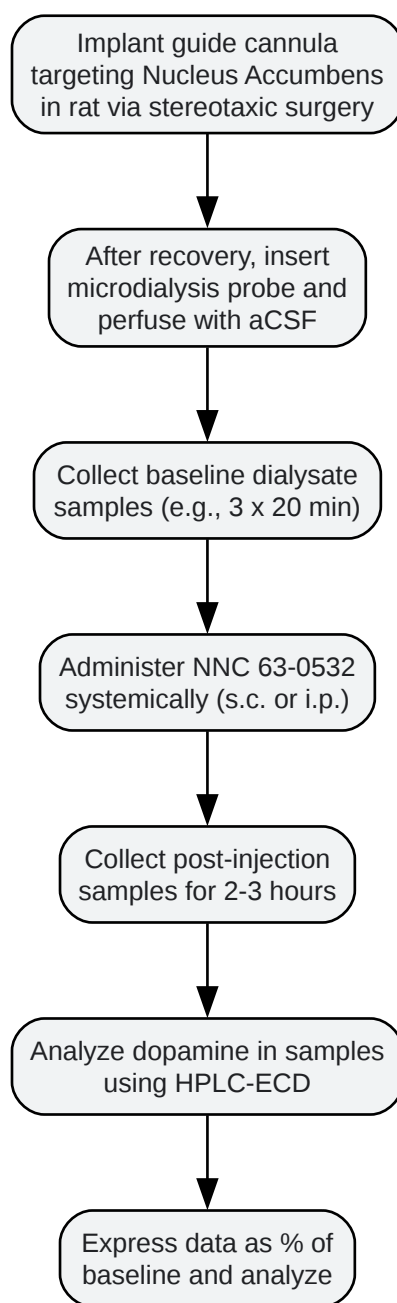 Implant guide cannula
targeting Nucleus Accumbens
in rat via stereotaxic surgery
After recovery, insert
microdialysis probe and
perfuse with aCSF
Collect baseline dialysate
samples (e.g., 3 x 20 min)
Administer NNC 63-0532
systemically (s.c. or i.p.)
Collect post-injection
samples for 2-3 hours
Analyze dopamine in samples
using HPLC-ECD
Express data as % of
baseline and analyze